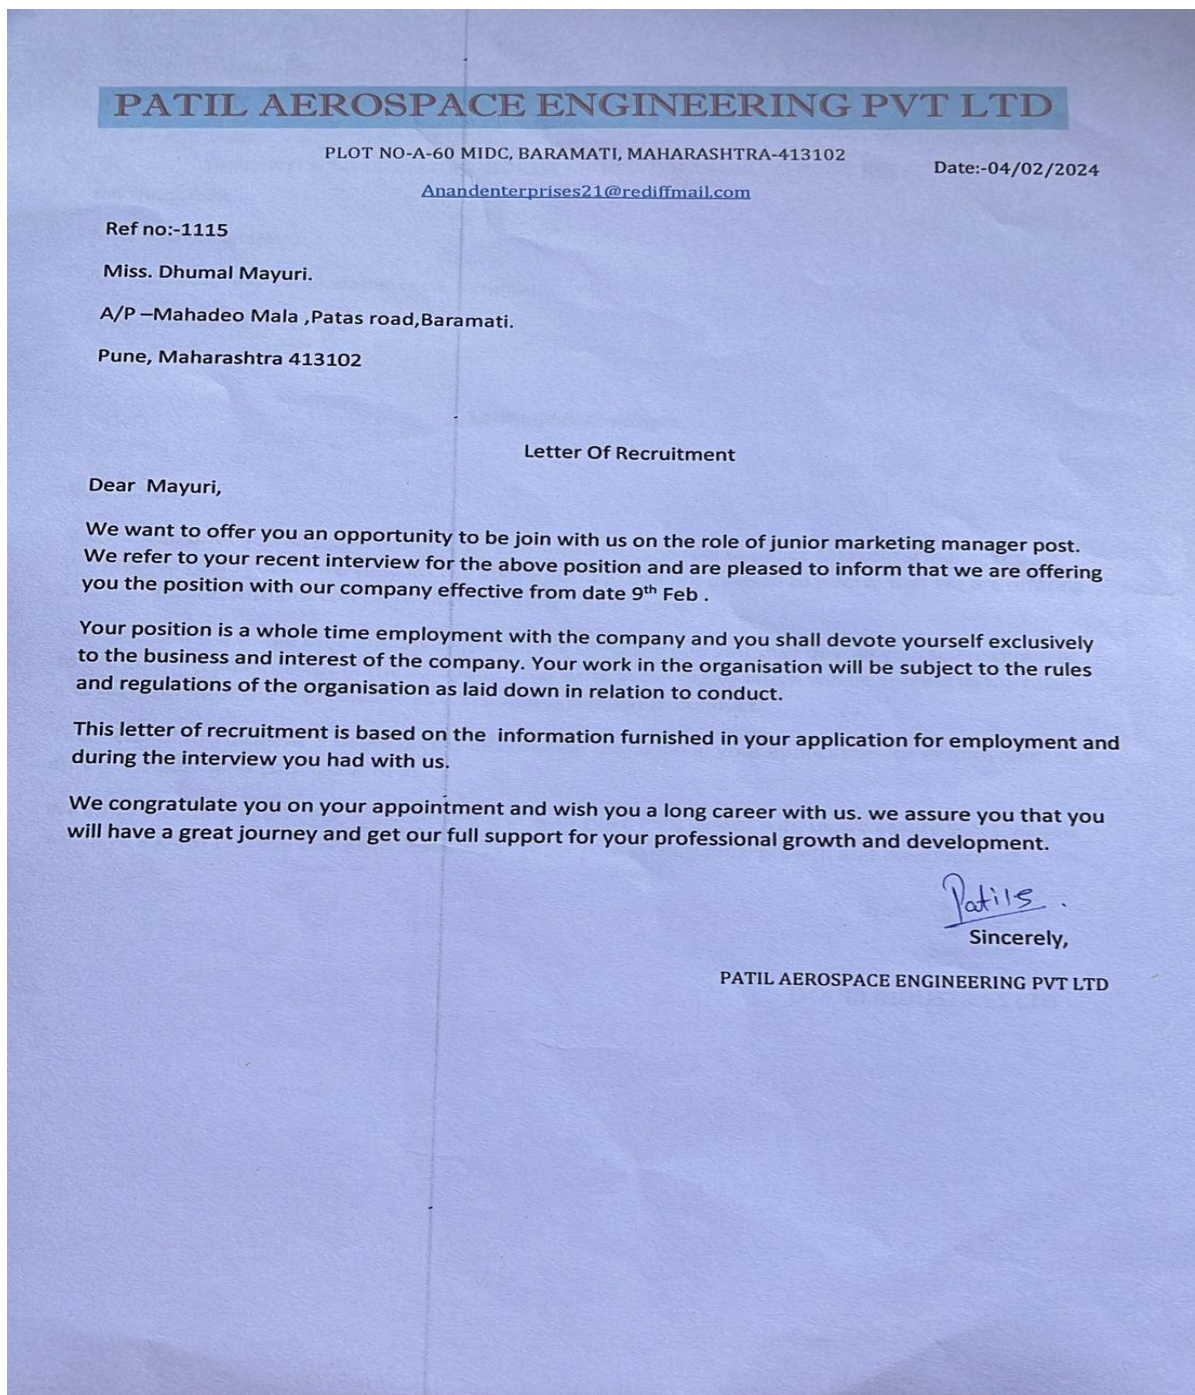 PATIL AEROSPACE ENGINEERING PVT LTD
PLOT NO-A-60 MIDC, BARAMATI, MAHARASHTRA-413102
Date:-04/02/2024
Anandenterprises21@rediffmail.com
Ref no:-1115
Miss. Dhumal Mayuri.
A/P –Mahadeo Mala ,Patas road,Baramati.
Pune, Maharashtra 413102
Letter Of Recruitment
Dear  Mayuri,
We want to offer you an opportunity to be join with us on the role of junior marketing manager post.
We refer to your recent interview for the above position and are pleased to inform that we are offering
you the position with our company effective from date 9th Feb .
Your position is a whole time employment with the company and you shall devote yourself exclusively
to the business and interest of the company. Your work in the organisation will be subject to the rules
and regulations of the organisation as laid down in relation to conduct.
This letter of recruitment is based on the  information furnished in your application for employment and
during the interview you had with us.
We congratulate you on your appointment and wish you a long career with us. we assure you that you
will have a great journey and get our full support for your professional growth and development.
Patils.
Sincerely,
PATIL AEROSPACE ENGINEERING PVT LTD